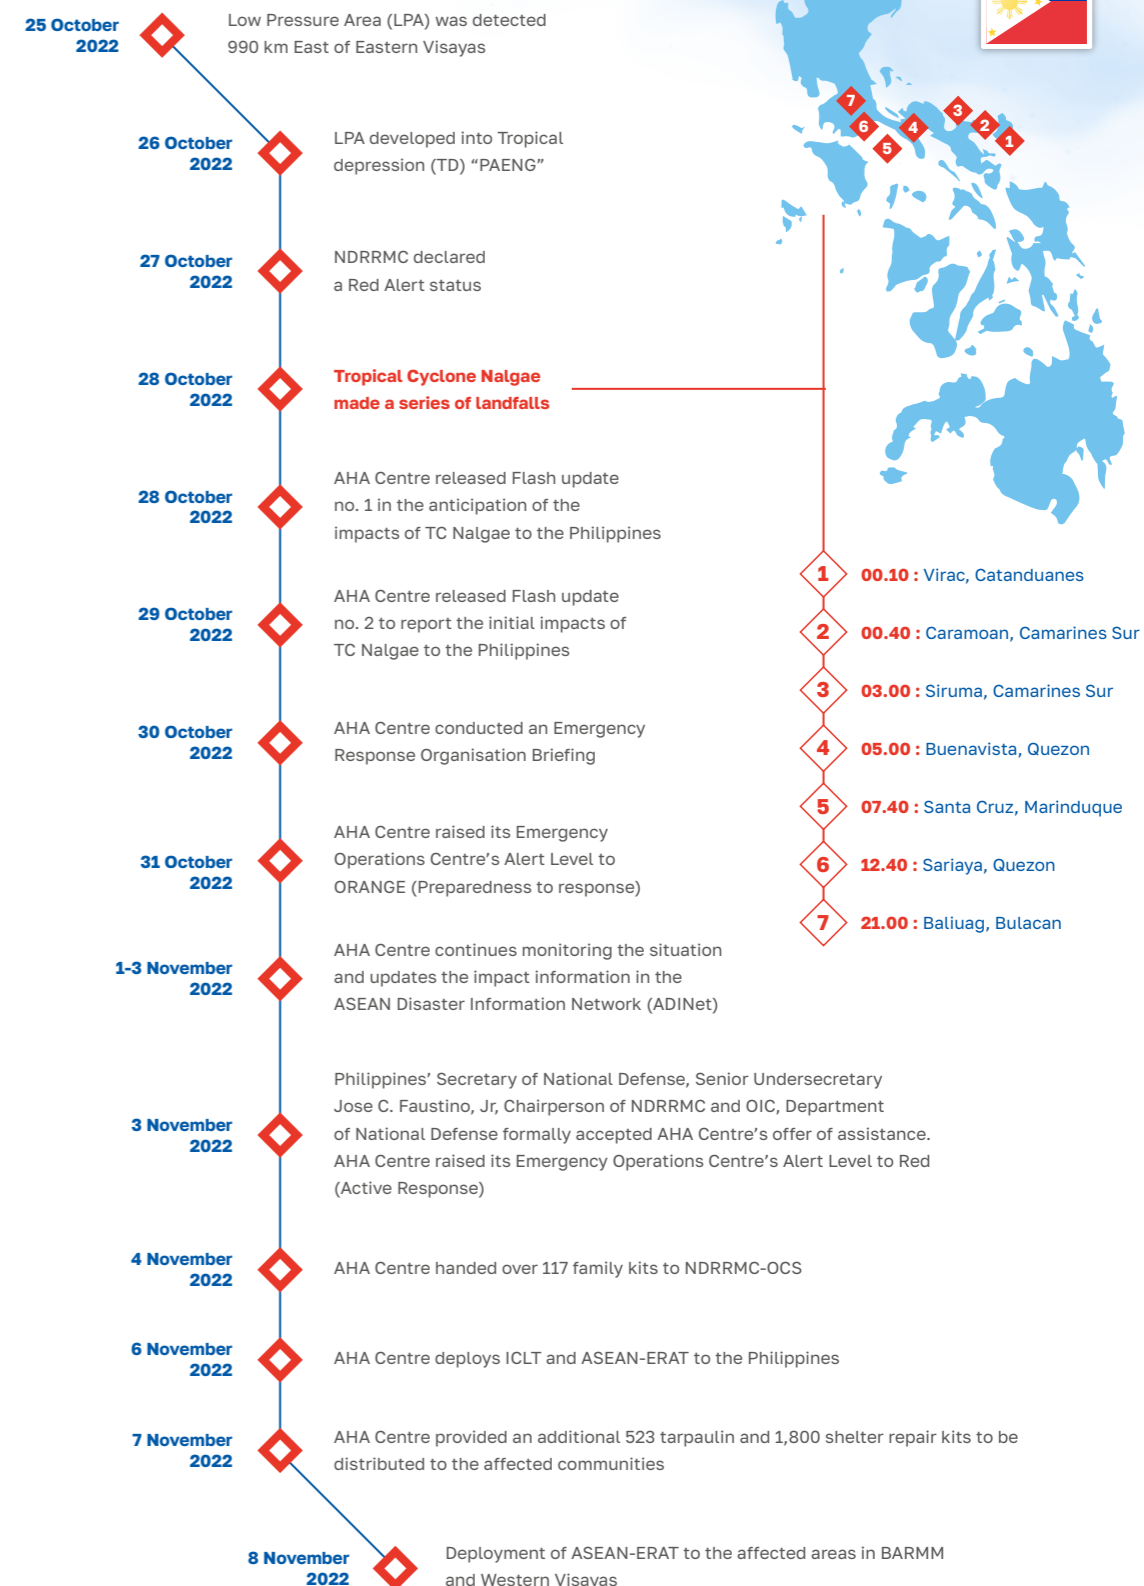 25 October
2022
Low Pressure Area (LPA) was detected
990 km East of Eastern Visayas
26 October
2022
LPA developed into Tropical
depression (TD) “PAENG”
27 October
2022
NDRRMC declared
a Red Alert status
28 October
2022
Tropical Cyclone Nalgae
made a series of landfalls
28 October
2022
AHA Centre released Flash update
no. 1 in the anticipation of the
impacts of TC Nalgae to the Philippines
29 October
2022
AHA Centre released Flash update
no. 2 to report the initial impacts of
TC Nalgae to the Philippines
30 October
2022
AHA Centre conducted an Emergency
Response Organisation Briefing
31 October
2022
AHA Centre raised its Emergency
Operations Centre’s Alert Level to
ORANGE (Preparedness to response)
1-3 November
2022
AHA Centre continues monitoring the situation
and updates the impact information in the
ASEAN Disaster Information Network (ADINet)
3 November
2022
Philippines’ Secretary of National Defense, Senior Undersecretary
Jose C. Faustino, Jr, Chairperson of NDRRMC and OIC, Department
of National Defense formally accepted AHA Centre’s offer of assistance.
AHA Centre raised its Emergency Operations Centre’s Alert Level to Red
(Active Response)
4 November
2022
AHA Centre handed over 117 family kits to NDRRMC-OCS
6 November
2022
AHA Centre deploys ICLT and ASEAN-ERAT to the Philippines
7 November
2022
AHA Centre provided an additional 523 tarpaulin and 1,800 shelter repair kits to be
distributed to the affected communities
8 November
2022
Deployment of ASEAN-ERAT to the affected areas in BARMM
and Western Visayas
7
6
5
4
3
2
1
1 00.10 : Virac, Catanduanes
2 00.40 : Caramoan, Camarines Sur
3 03.00 : Siruma, Camarines Sur
4 05.00 : Buenavista, Quezon
5 07.40 : Santa Cruz, Marinduque
6 12.40 : Sariaya, Quezon
7 21.00 : Baliuag, Bulacan